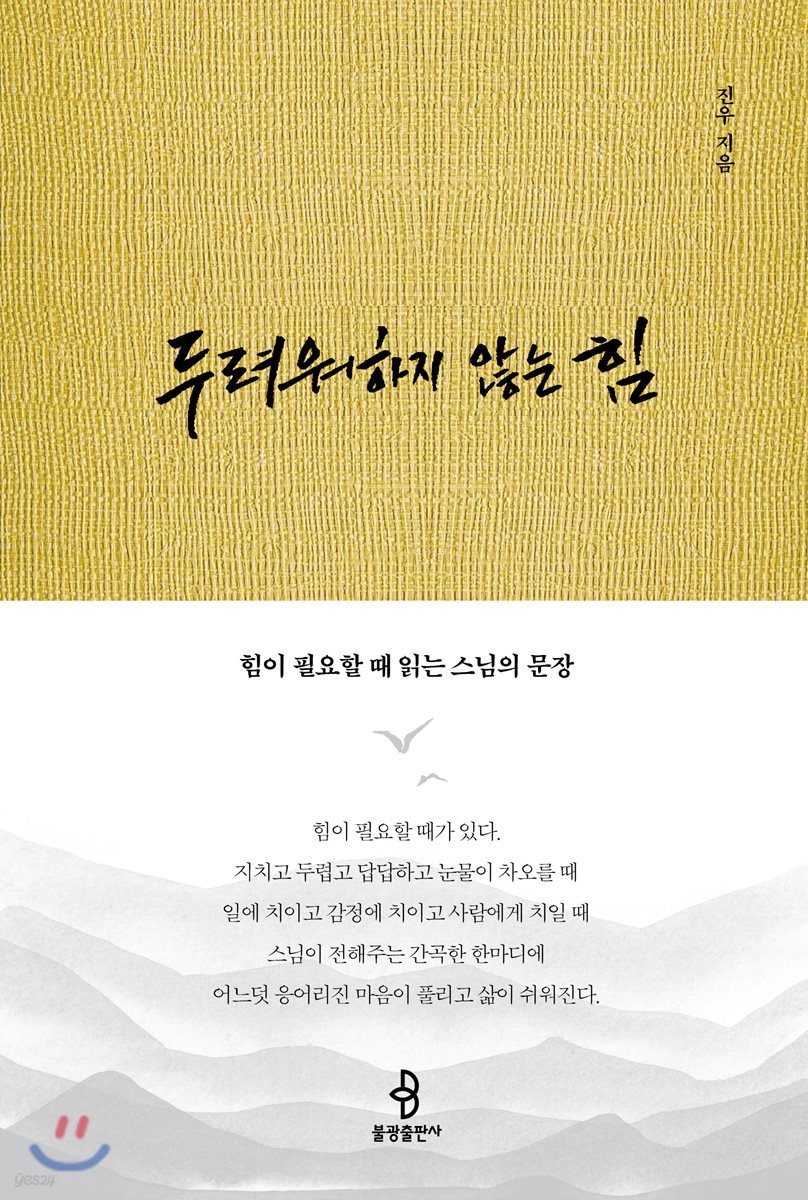 진우 지음
두려워하지 않는 힘
힘이 필요할 때 읽는 스님의 문장
힘이 필요할 때가 있다.
지치고 두렵고 답답하고 눈물이 차오를 때
일에 치이고 감정에 치이고 사람에게 치일 때
스님이 전해주는 간곡한 한마디에
어느덧 응어리진 마음이 풀리고 삶이 쉬워진다.
불광출판사
yes24